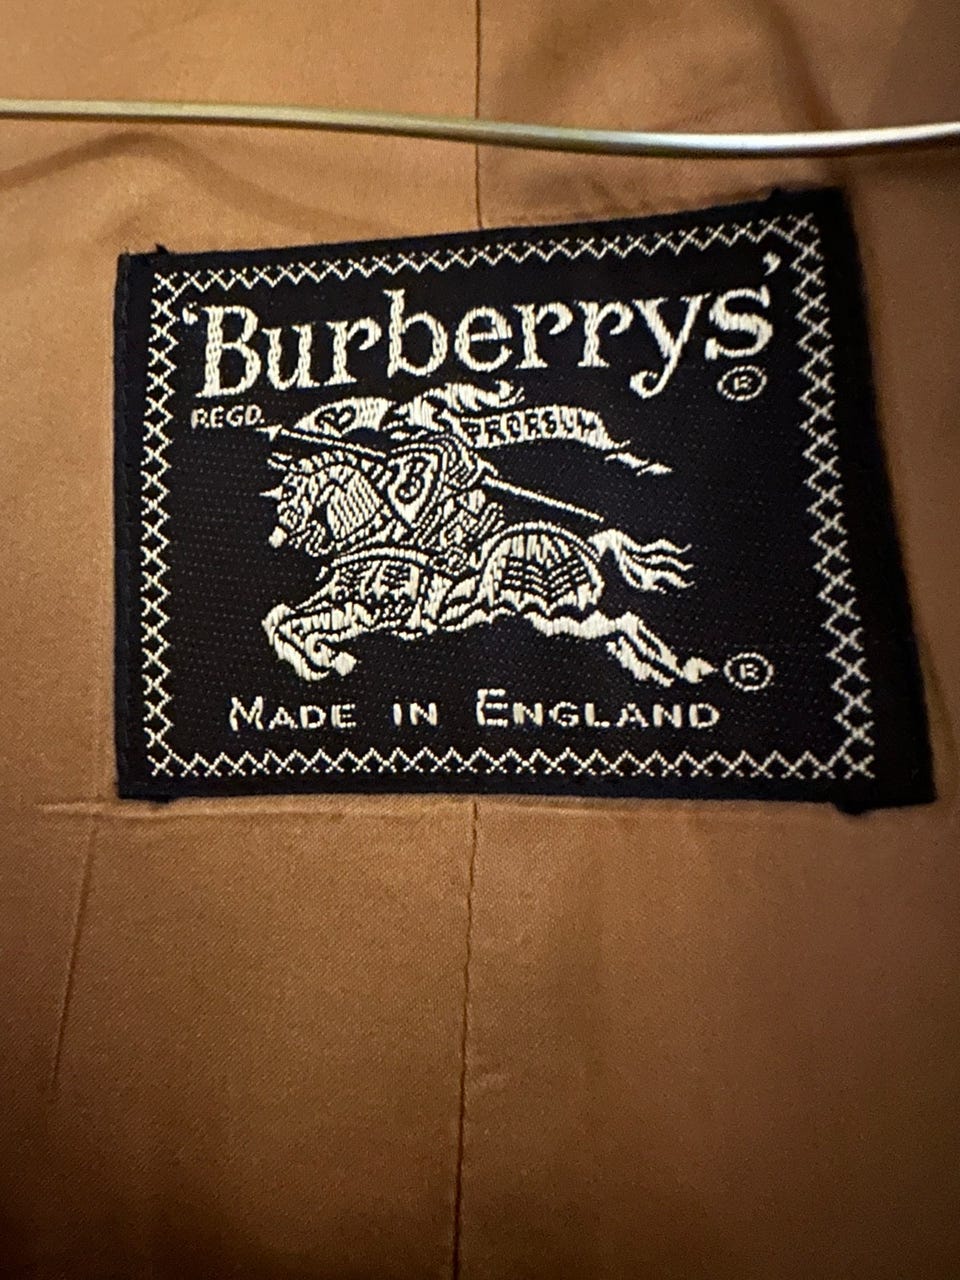 'Burberrys'
®
REGD.
PRORSUM
B
®
MADE IN ENGLAND